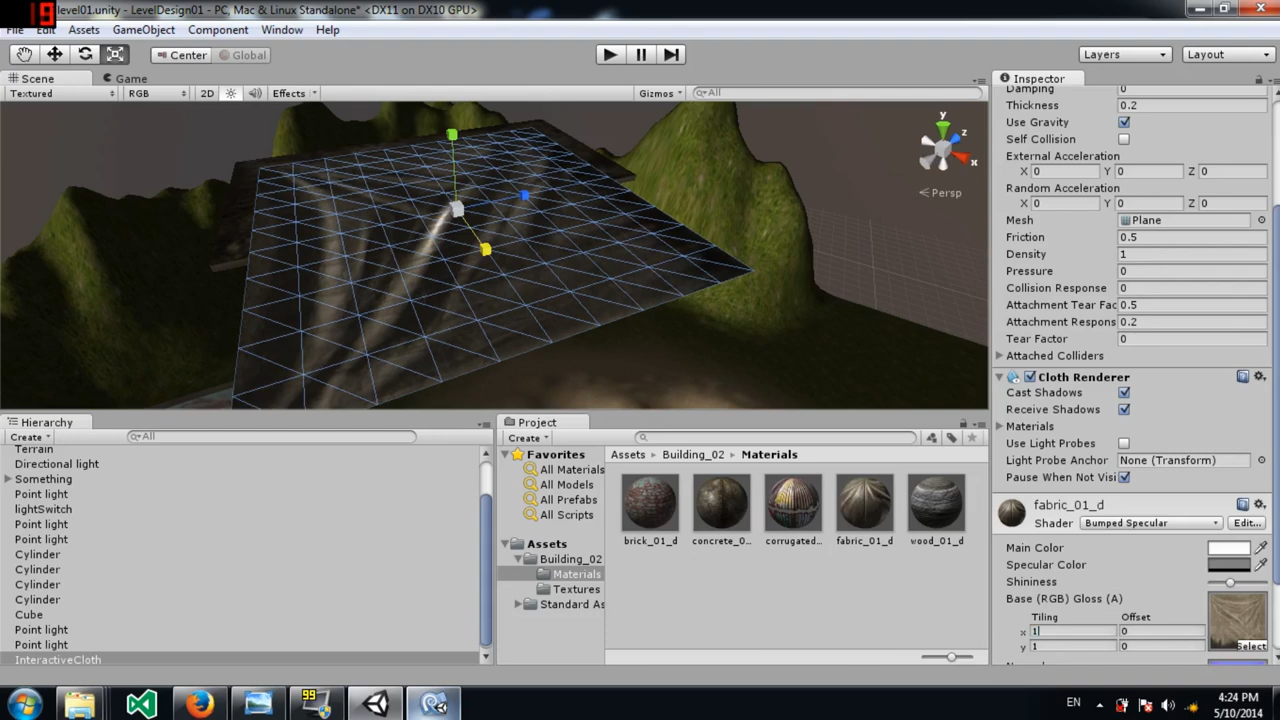 19
level01.unity - LevelDesign01 - PC, Mac & Linux Standalone* <DX11 on DX10 GPU>
File Edit Assets GameObject Component Window Help
Center Global Layers Layout
Scene Game Inspector
Textured RGB 2D Effects Gizmos All
Damping 0
Thickness 0.2
Use Gravity
Self Collision
External Acceleration
X 0 Y 0 Z 0
Random Acceleration
X 0 Y 0 Z 0
Mesh Plane
Friction 0.5
Density 1
Pressure 0
Collision Response 0
Attachment Tear Fac 0.5
Attachment Respons 0.2
Tear Factor 0
Attached Colliders
Cloth Renderer
Cast Shadows
Receive Shadows
Materials
Use Light Probes
Light Probe Anchor None (Transform)
Pause When Not Visi
fabric_01_d
Shader Bumped Specular Edit...
Main Color
Specular Color
Shininess
Base (RGB) Gloss (A)
Tiling Offset
x 1 0
y 1 0
Select
y
z
x
Persp
Hierarchy
Create All
Terrain
Directional light
Something
Point light
lightSwitch
Point light
Point light
Cylinder
Cylinder
Cylinder
Cylinder
Cube
Point light
Point light
InteractiveCloth
Project
Create
Favorites
All Materials
All Models
All Prefabs
All Scripts
Assets
Building_02
Materials
Textures
Standard As
Assets Building_02 Materials
brick_01_d concrete_0... corrugated... fabric_01_d wood_01_d
99
EN
4:24 PM
5/10/2014